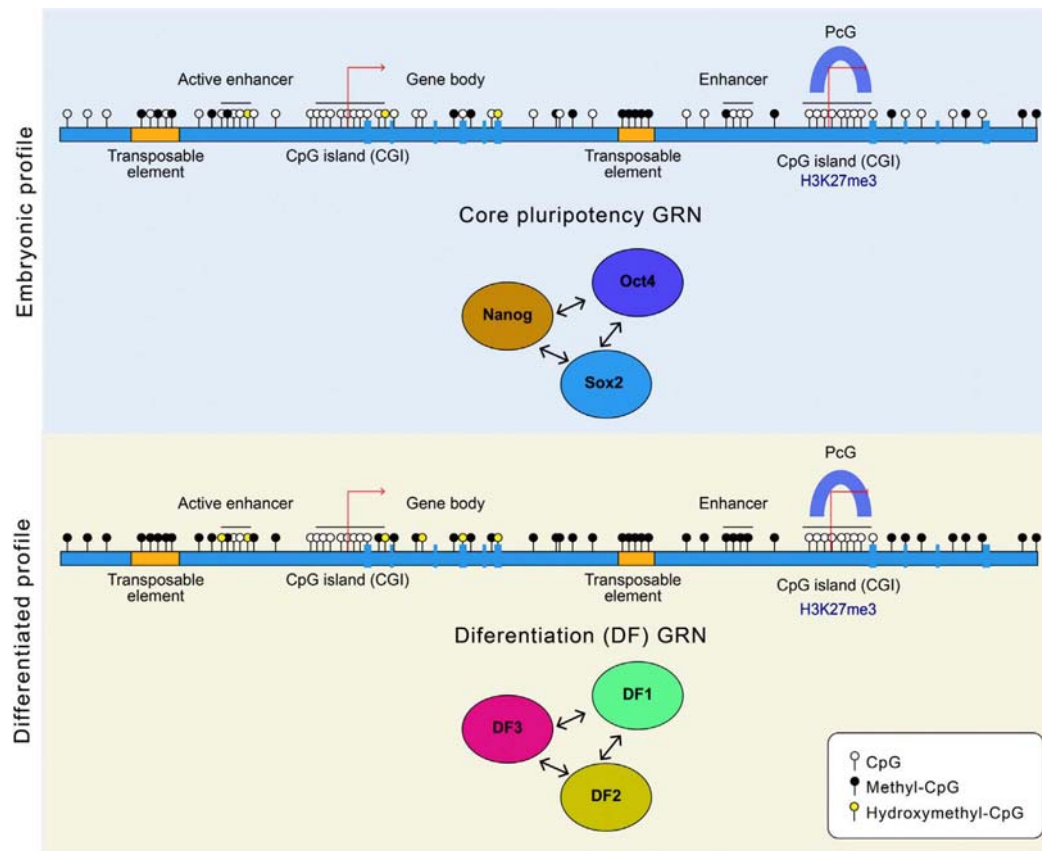 Embryonic profile
PcG
Active enhancer
Gene body
Enhancer
Transposable
element
CpG island (CGI)
Transposable
element
CpG island (CGI)
H3K27me3
Core pluripotency GRN
Oct4
Nanog
Sox2
Differentiated profile
PcG
Active enhancer
Gene body
Enhancer
Transposable
element
CpG island (CGI)
Transposable
element
CpG island (CGI)
H3K27me3
Diferentiation (DF) GRN
DF1
DF3
DF2
CpG
Methyl-CpG
Hydroxymethyl-CpG